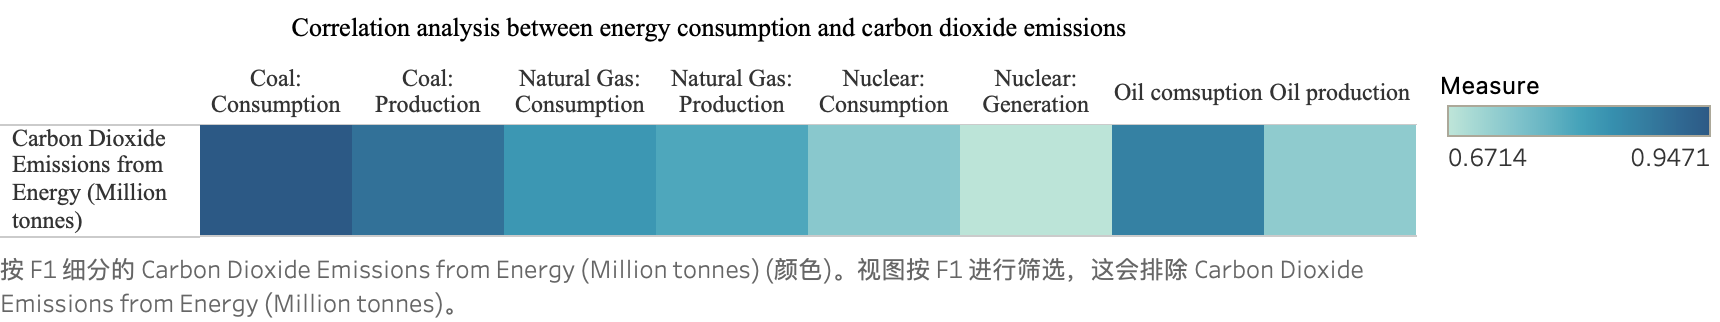 Correlation analysis between energy consumption and carbon dioxide emissions
Coal:
Consumption
Coal:
Production
Natural Gas:
Consumption
Natural Gas:
Production
Nuclear:
Consumption
Nuclear:
Generation
Oil comsuption
Oil production
Carbon Dioxide
Emissions from
Energy (Million
tonnes)
Measure
0.6714
0.9471
按 F1 细分的 Carbon Dioxide Emissions from Energy (Million tonnes) (颜色)。视图按 F1 进行筛选，这会排除 Carbon Dioxide
Emissions from Energy (Million tonnes)。